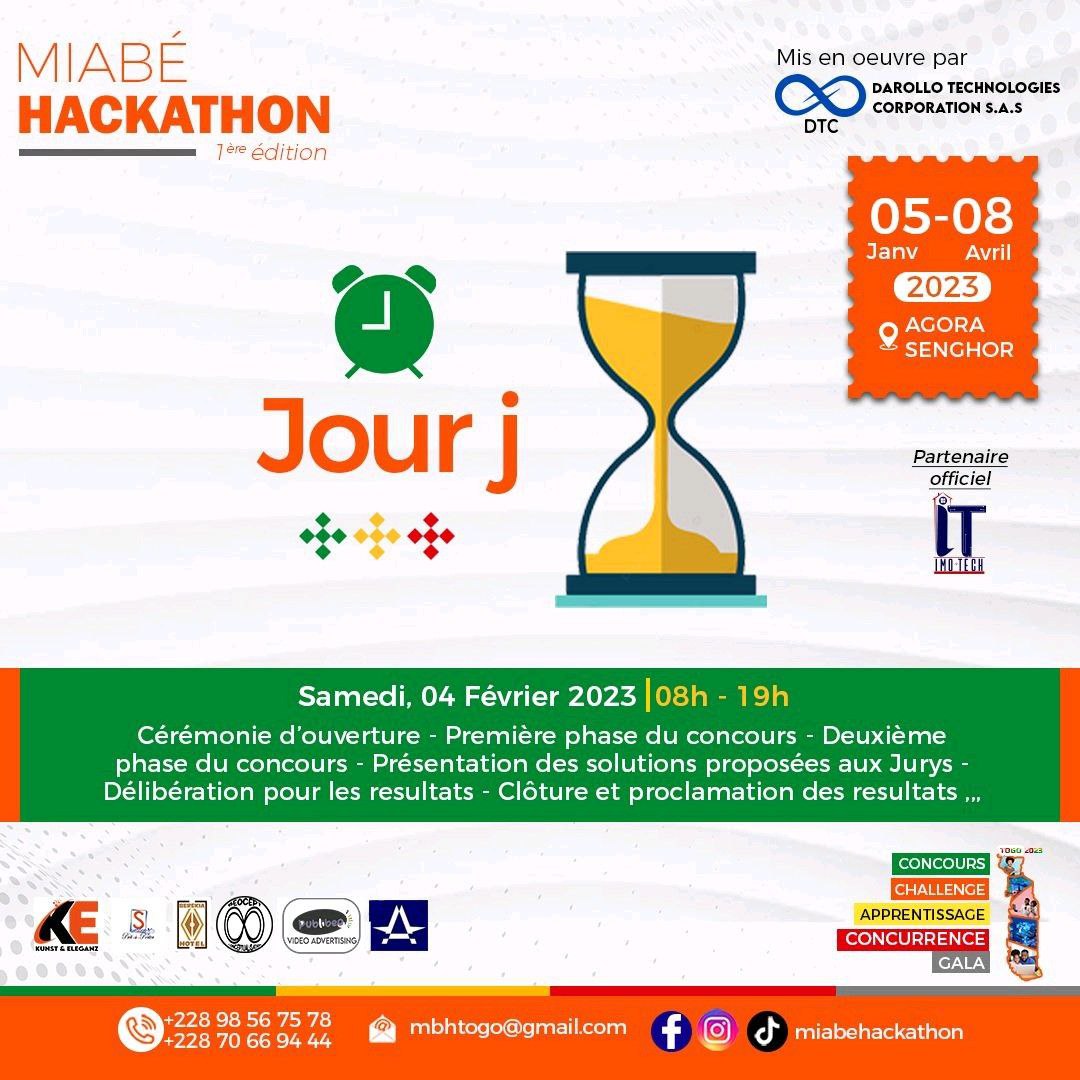 MIABÉ
HACKATHON
1ère édition
Mis en oeuvre par
DTC
DAROLLO TECHNOLOGIES
CORPORATION S.A.S
05-08
Janv Avril
2023
AGORA
SENGHOR
Jour j
Partenaire
officiel
iT
IMO-TECH
Samedi, 04 Février 2023 | 08h - 19h
Cérémonie d'ouverture - Première phase du concours - Deuxième
phase du concours - Présentation des solutions proposées aux Jurys -
Délibération pour les resultats - Clôture et proclamation des resultats ,,,
TOGO 2023
CONCOURS
CHALLENGE
APPRENTISSAGE
CONCURRENCE
GALA
KE
KUNST & ELEGANZ
S
HOTEL
VIDEO ADVERTISING
+228 98 56 75 78
+228 70 66 94 44
mbhtogo@gmail.com
miabehackathon